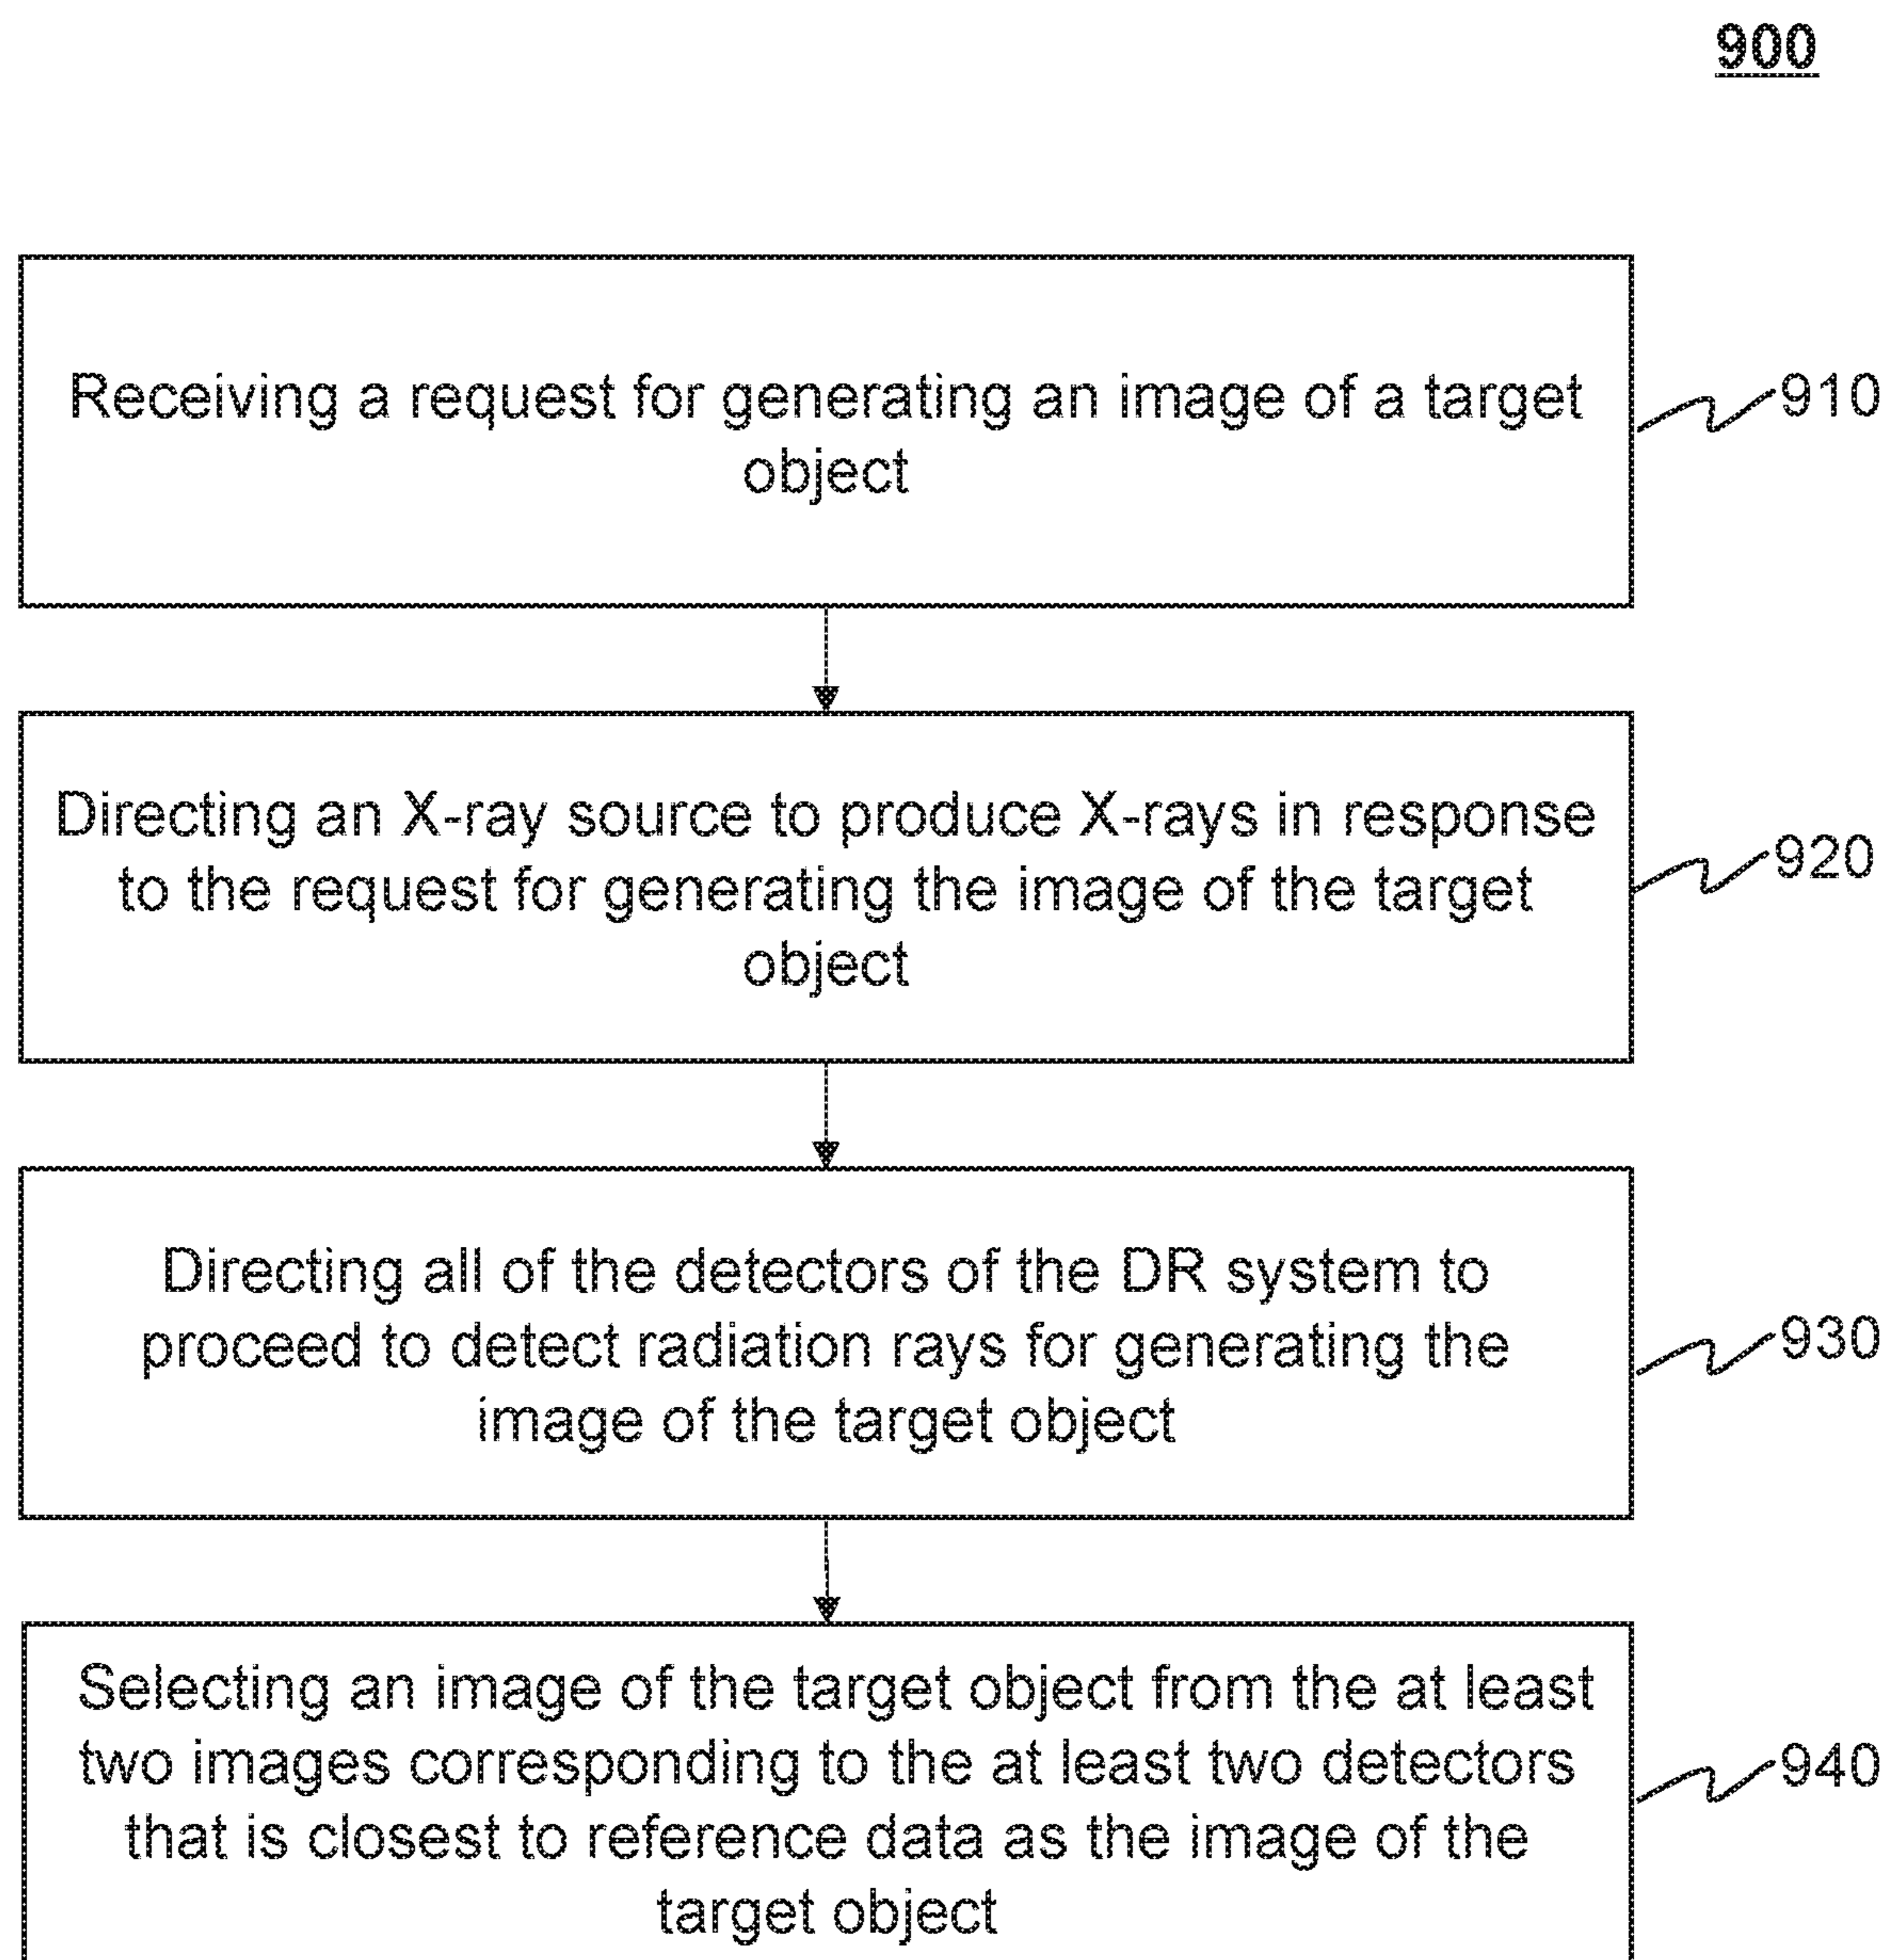 900
Receiving a request for generating an image of a target
object
910
Directing an X-ray source to produce X-rays in response
to the request for generating the image of the target
object
920
Directing all of the detectors of the DR system to
proceed to detect radiation rays for generating the
image of the target object
930
Selecting an image of the target object from the at least
two images corresponding to the at least two detectors
that is closest to reference data as the image of the
target object
940